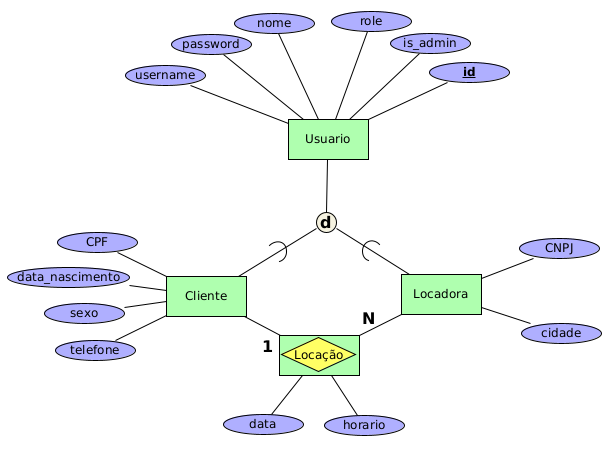 nome
role
password
is_admin
username
id
Usuario
d
CPF
CNPJ
data_nascimento
Cliente
Locadora
sexo
N
cidade
telefone
1
Locação
data
horario